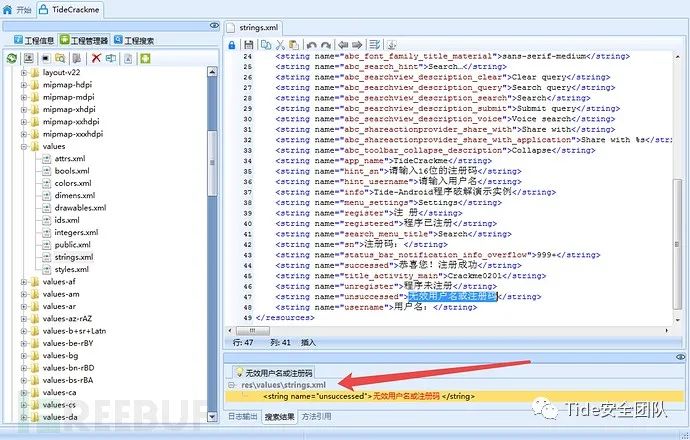 开始
TideCrackme
工程信息
工程管理器
工程搜索
layout-v22
mipmap-hdpi
mipmap-mdpi
mipmap-xhdpi
mipmap-xxhdpi
values
attrs.xml
bools.xml
colors.xml
dimens.xml
drawables.xml
ids.xml
integers.xml
public.xml
strings.xml
styles.xml
values-af
values-am
values-ar
values-az-rAZ
values-b+sr+Latn
values-be-rBY
values-bg
values-bn-rBD
values-bs-rBA
values-ca
values-cs
values-da
strings.xml
24 <string name="abc_font_family_title_material">sans-serif-medium</string>
25 <string name="abc_search_hint">Search…</string>
26 <string name="abc_searchview_description_clear">Clear query</string>
27 <string name="abc_searchview_description_query">Search query</string>
28 <string name="abc_searchview_description_search">Search</string>
29 <string name="abc_searchview_description_submit">Submit query</string>
30 <string name="abc_searchview_description_voice">Voice search</string>
31 <string name="abc_shareactionprovider_share_with">Share with</string>
32 <string name="abc_shareactionprovider_share_with_application">Share with %s</string>
33 <string name="abc_toolbar_collapse_description">Collapse</string>
34 <string name="app_name">TideCrackme</string>
35 <string name="hint_sn">请输入16位的注册码</string>
36 <string name="hint_username">请输入用户名</string>
37 <string name="info">Tide-Android程序破解演示实例</string>
38 <string name="menu_settings">Settings</string>
39 <string name="register">注 册</string>
40 <string name="registered">程序已注册</string>
41 <string name="search_menu_title">Search</string>
42 <string name="sn">注册码：</string>
43 <string name="status_bar_notification_info_overflow">999+</string>
44 <string name="successed">恭喜您！注册成功</string>
45 <string name="title_activity_main">Crackme0201</string>
46 <string name="unregister">程序未注册</string>
47 <string name="unsuccessed">无效用户名或注册码</string>
48 <string name="username">用户名：</string>
49 </resources>
行: 47 列: 41 插入
无效用户名或注册码
res\values\strings.xml
<string name="unsuccessed">无效用户名或注册码 </string>
日志输出
搜索结果
方法引用
REEBUF
Tide安全团队